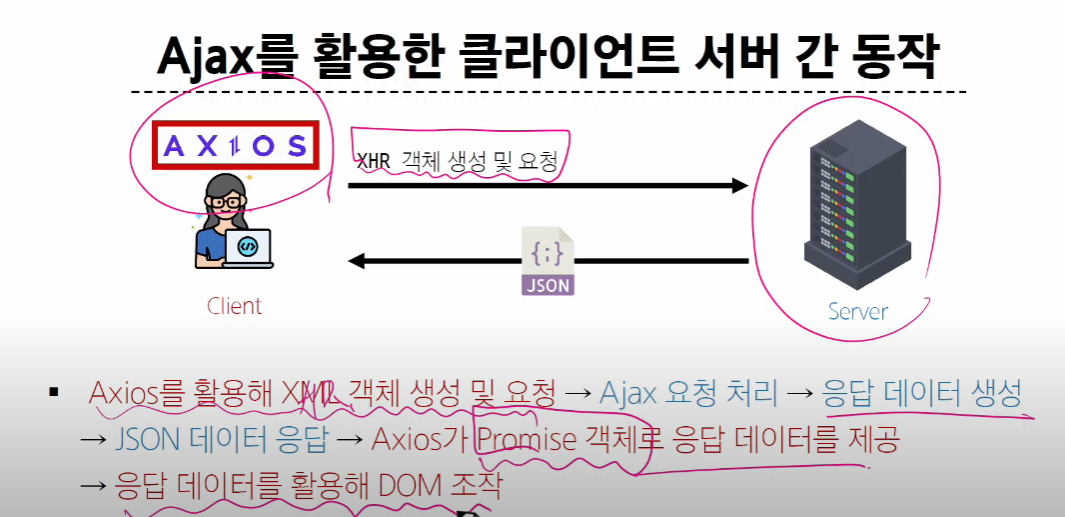 Ajax를 활용한 클라이언트 서버 간 동작
AXIOS
XHR 객체 생성 및 요청
{;}
JSON
Client
Server
▪ Axios를 활용해 XML 객체 생성 및 요청 → Ajax 요청 처리 → 응답 데이터 생성
→ JSON 데이터 응답 → Axios가 Promise 객체로 응답 데이터를 제공
→ 응답 데이터를 활용해 DOM 조작